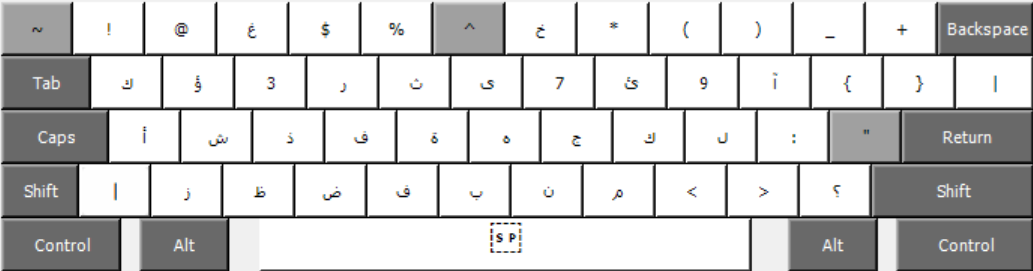 ~ ! @ غ $ % ^ خ * ( ) _ + Backspace
Tab ك ؤ 3 ر ث ى 7 ئ 9 آ { } |
Caps أ ش ذ ف ة ه ج ك ل : " Return
Shift | ز ظ ض ف ب ن م < > ؟ Shift
Control Alt SP Alt Control